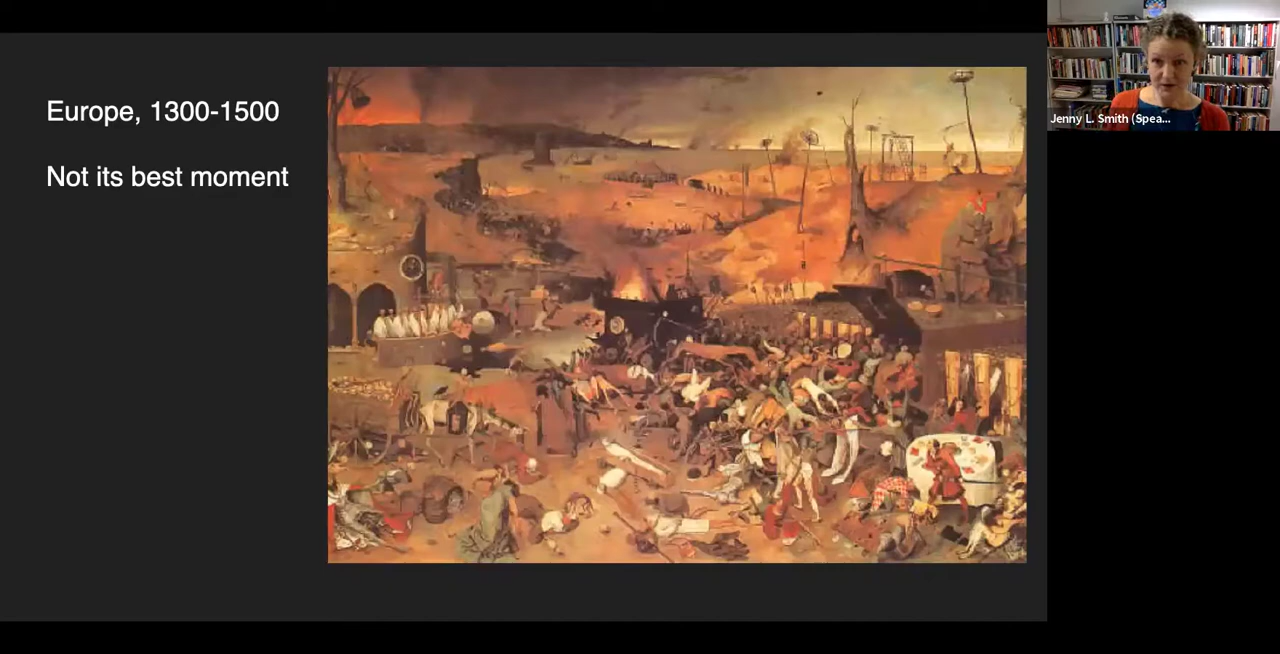 Europe, 1300-1500
Not its best moment
Jenny L. Smith (Spea...